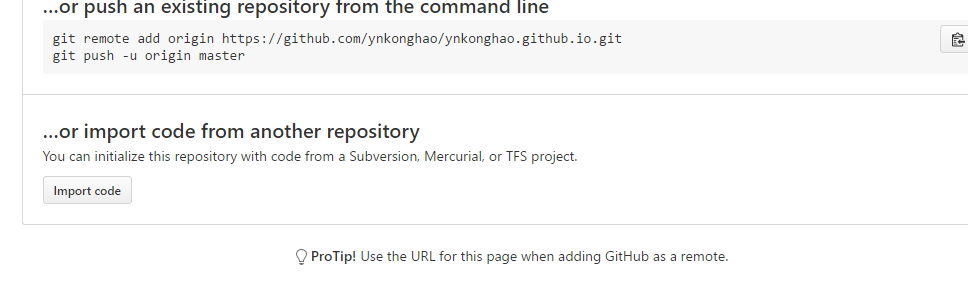 ...or push an existing repository from the command line
git remote add origin https://github.com/ynkonghao/ynkonghao.github.io.git
git push -u origin master
...or import code from another repository
You can initialize this repository with code from a Subversion, Mercurial, or TFS project.
Import code
ProTip! Use the URL for this page when adding GitHub as a remote.